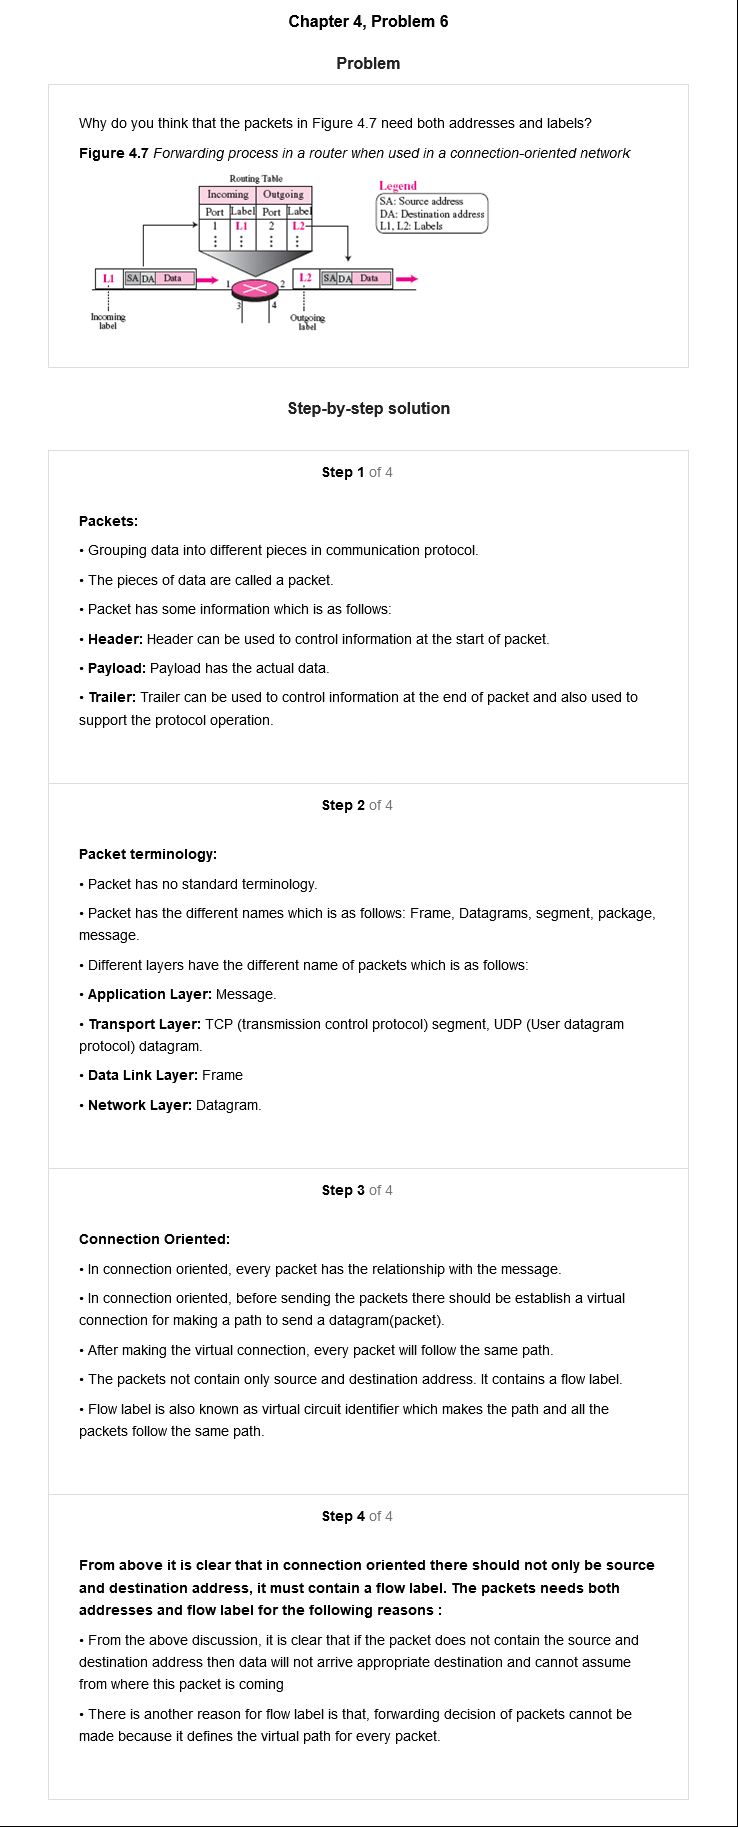 Chapter 4, Problem 6
Problem
Why do you think that the packets in Figure 4.7 need both addresses and labels?
Figure 4.7 Forwarding process in a router when used in a connection-oriented network
Routing Table
Incoming Outgoing
Port Label Port Label
1 L1 2 L2
Legend
SA: Source address
DA: Destination address
L1, L2: Labels
L1 SA DA Data
1 2 3 4
L2 SA DA Data
Incoming
label
Outgoing
label
Step-by-step solution
Step 1 of 4
Packets:
• Grouping data into different pieces in communication protocol.
• The pieces of data are called a packet.
• Packet has some information which is as follows:
• Header: Header can be used to control information at the start of packet.
• Payload: Payload has the actual data.
• Trailer: Trailer can be used to control information at the end of packet and also used to
support the protocol operation.
Step 2 of 4
Packet terminology:
• Packet has no standard terminology.
• Packet has the different names which is as follows: Frame, Datagrams, segment, package,
message.
• Different layers have the different name of packets which is as follows:
• Application Layer: Message.
• Transport Layer: TCP (transmission control protocol) segment, UDP (User datagram
protocol) datagram.
• Data Link Layer: Frame
• Network Layer: Datagram.
Step 3 of 4
Connection Oriented:
• In connection oriented, every packet has the relationship with the message.
• In connection oriented, before sending the packets there should be establish a virtual
connection for making a path to send a datagram(packet).
• After making the virtual connection, every packet will follow the same path.
• The packets not contain only source and destination address. It contains a flow label.
• Flow label is also known as virtual circuit identifier which makes the path and all the
packets follow the same path.
Step 4 of 4
From above it is clear that in connection oriented there should not only be source
and destination address, it must contain a flow label. The packets needs both
addresses and flow label for the following reasons :
• From the above discussion, it is clear that if the packet does not contain the source and
destination address then data will not arrive appropriate destination and cannot assume
from where this packet is coming
• There is another reason for flow label is that, forwarding decision of packets cannot be
made because it defines the virtual path for every packet.